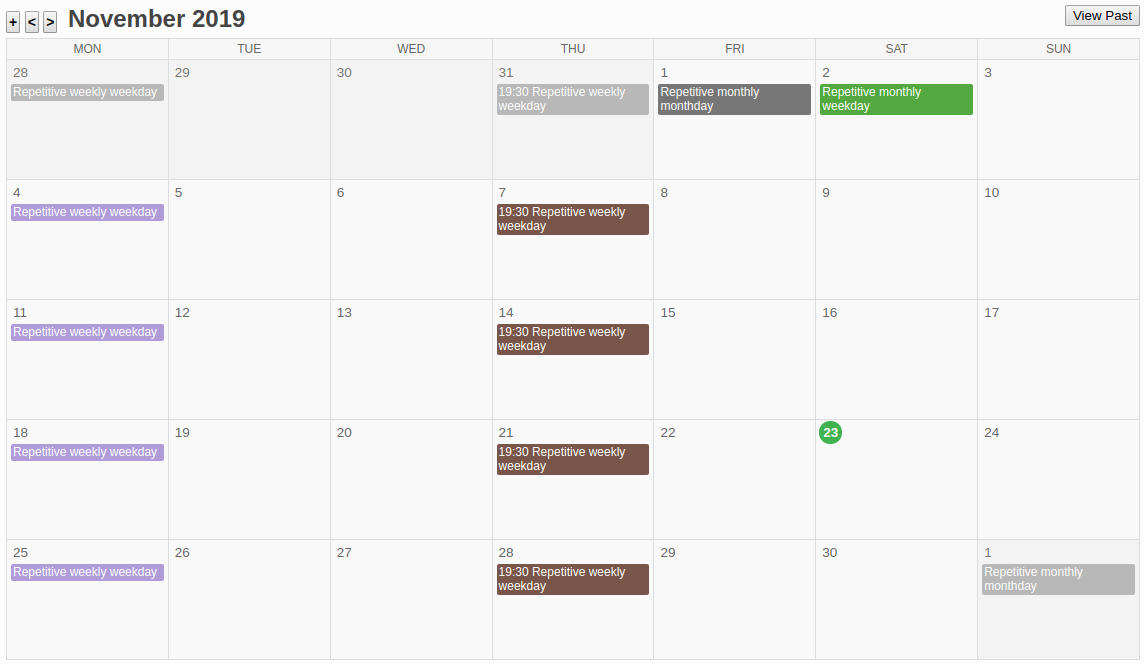 + < > November 2019 View Past
MON TUE WED THU FRI SAT SUN
28 29 30 31 1 2 3
Repetitive weekly weekday
19:30 Repetitive weekly
weekday
Repetitive monthly
monthday
Repetitive monthly
weekday
4 5 6 7 8 9 10
Repetitive weekly weekday
19:30 Repetitive weekly
weekday
11 12 13 14 15 16 17
Repetitive weekly weekday
19:30 Repetitive weekly
weekday
18 19 20 21 22 23 24
Repetitive weekly weekday
19:30 Repetitive weekly
weekday
25 26 27 28 29 30 1
Repetitive weekly weekday
19:30 Repetitive weekly
weekday
Repetitive monthly
monthday